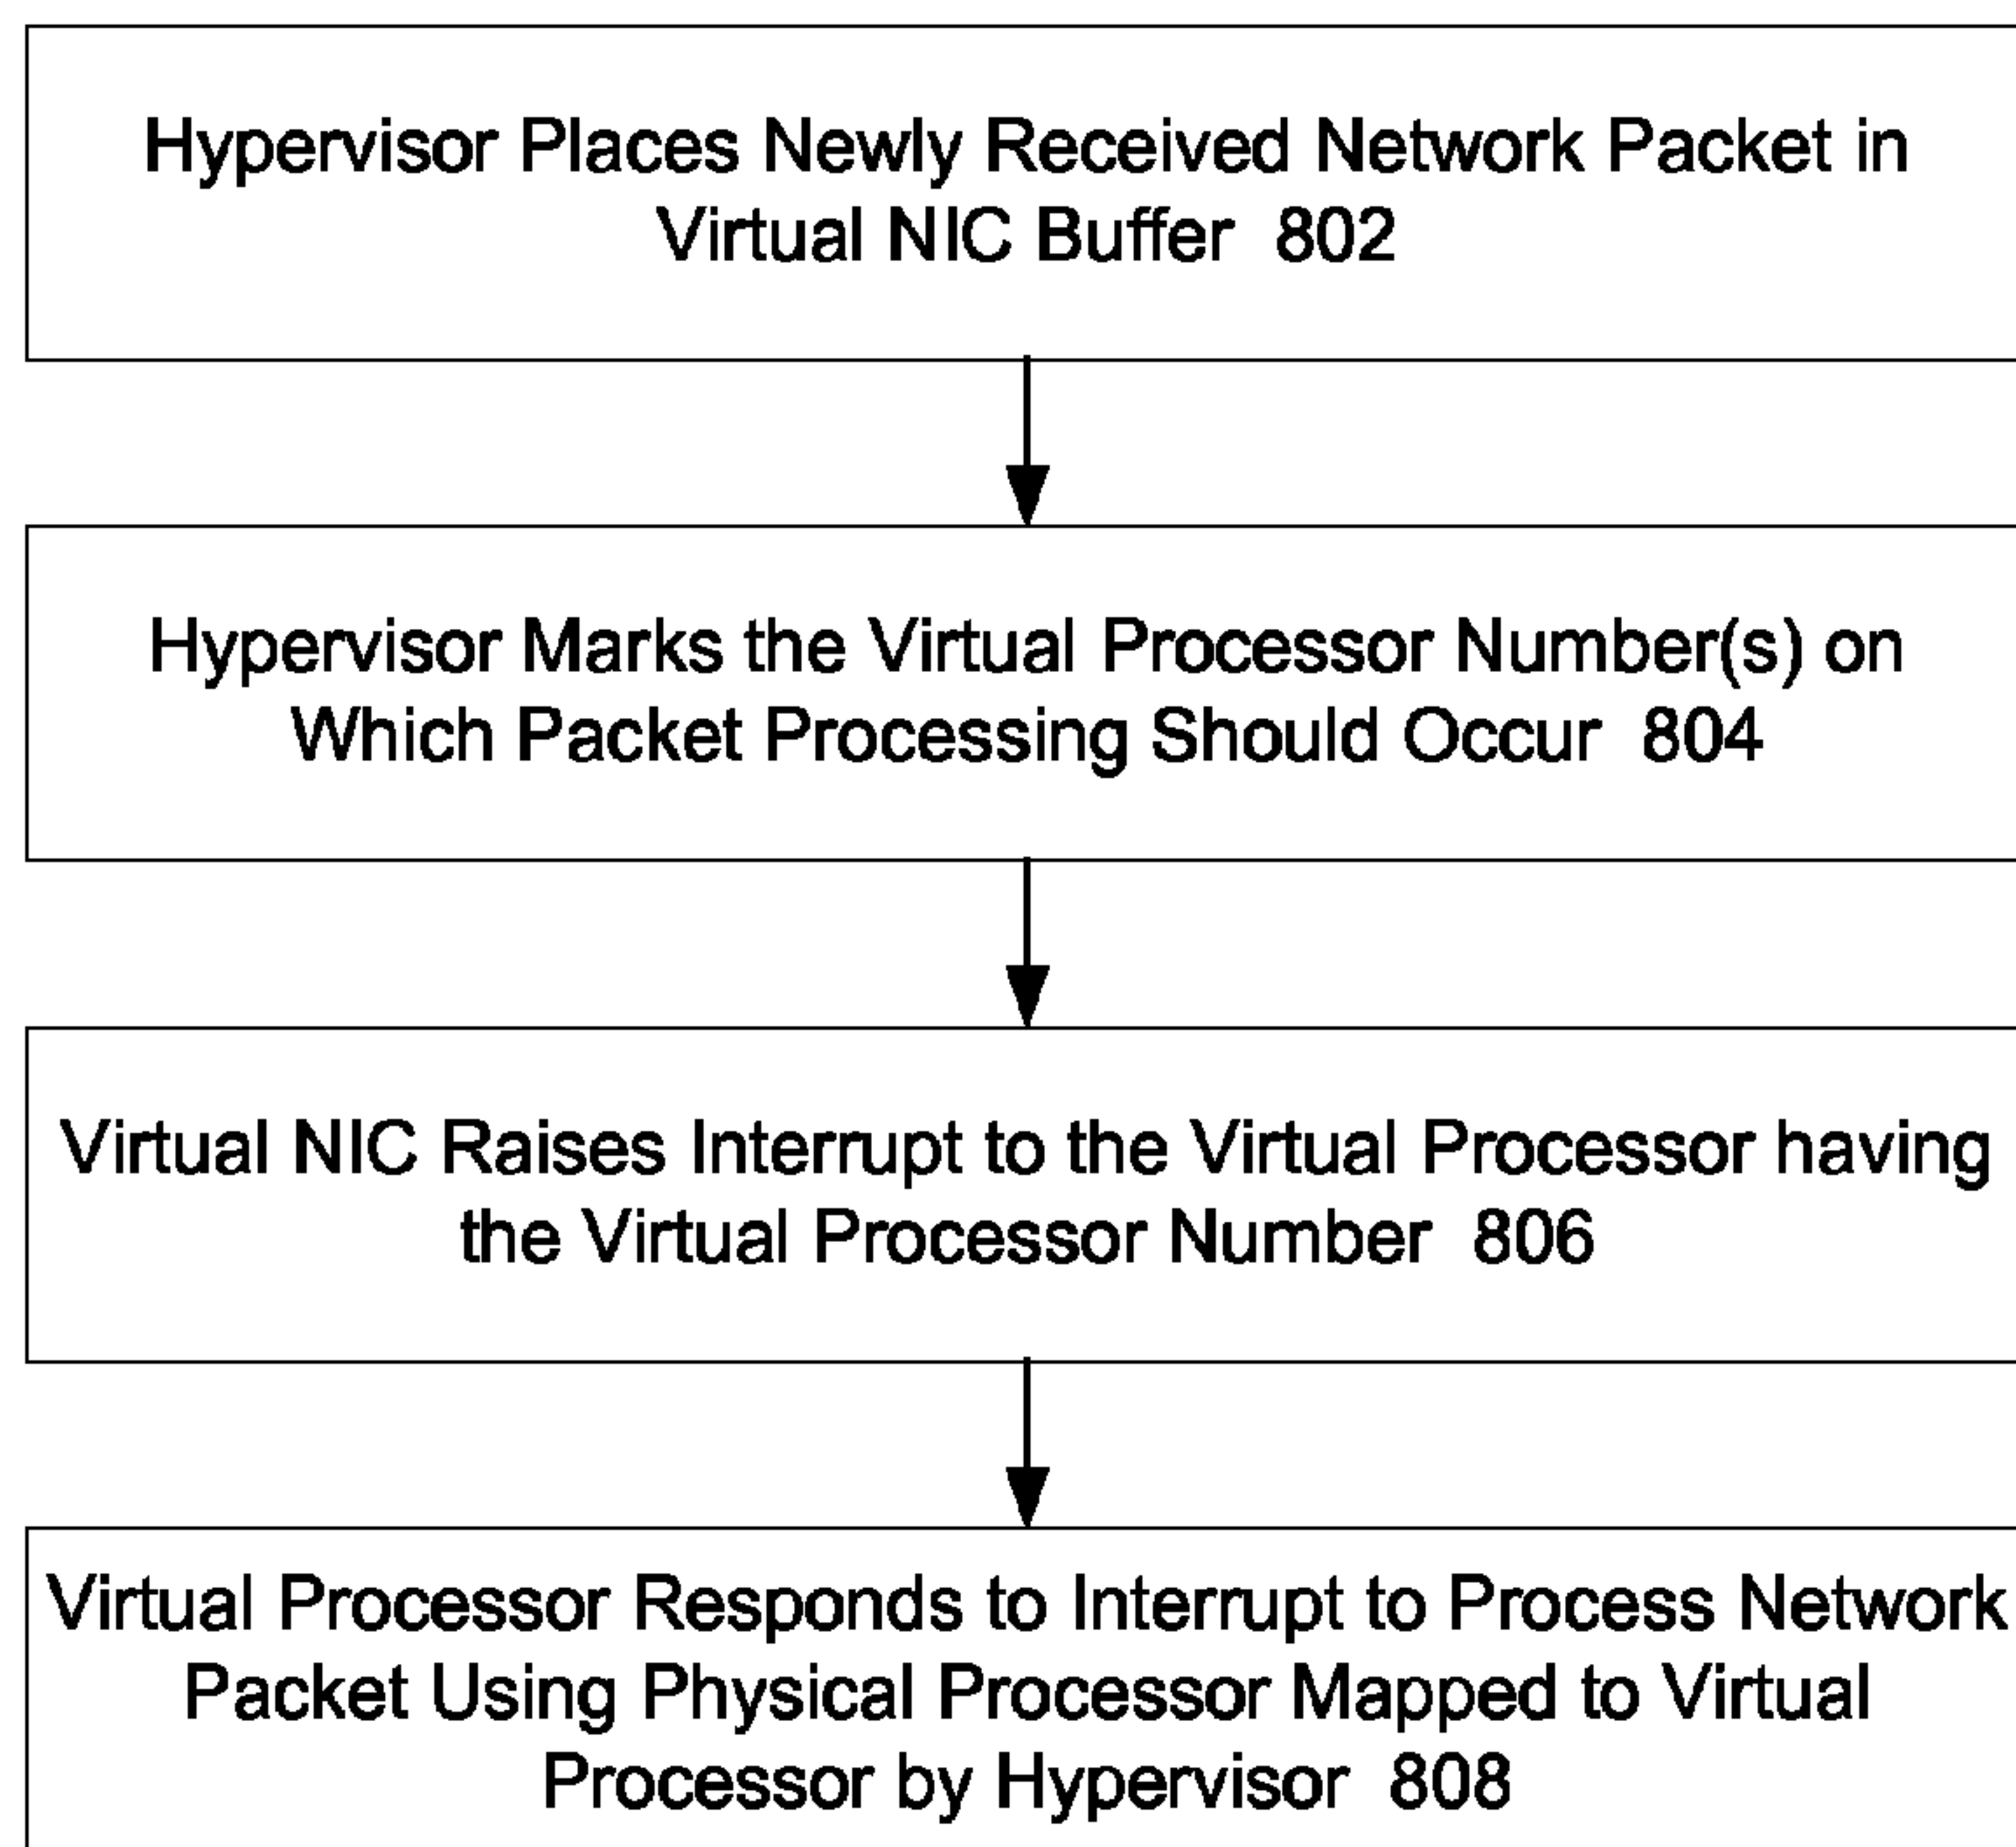 Hypervisor Places Newly Received Network Packet in
Virtual NIC Buffer 802
Hypervisor Marks the Virtual Processor Number(s) on
Which Packet Processing Should Occur 804
Virtual NIC Raises Interrupt to the Virtual Processor having
the Virtual Processor Number 806
Virtual Processor Responds to Interrupt to Process Network
Packet Using Physical Processor Mapped to Virtual
Processor by Hypervisor 808